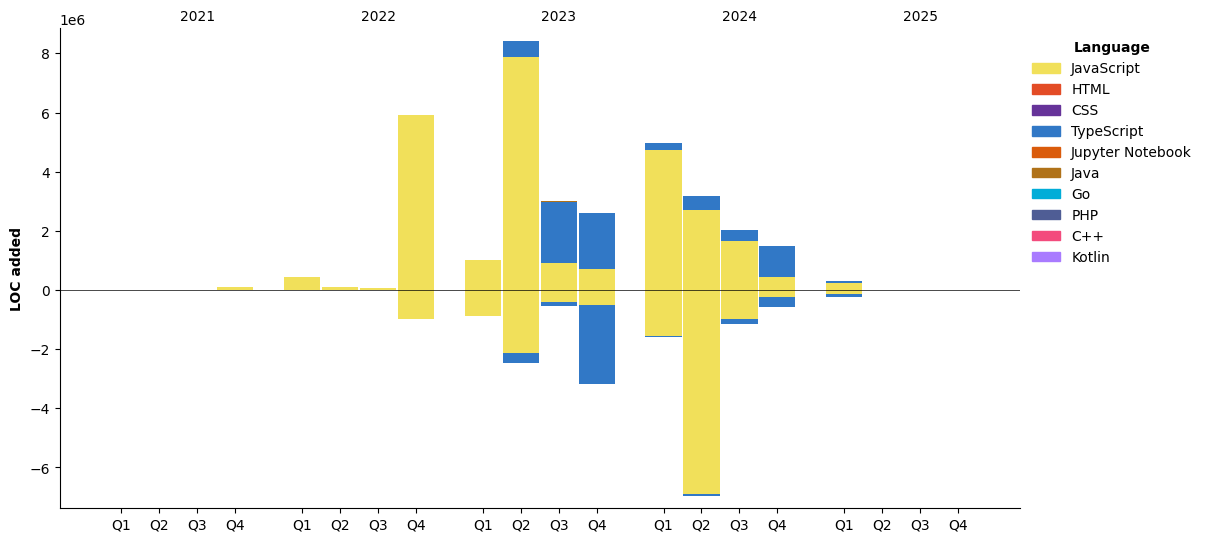 2021 2022 2023 2024 2025
1e6
8
6
4
2
0
−2
−4
−6
LOC added
Q1 Q2 Q3 Q4 Q1 Q2 Q3 Q4 Q1 Q2 Q3 Q4 Q1 Q2 Q3 Q4 Q1 Q2 Q3 Q4
Language
JavaScript
HTML
CSS
TypeScript
Jupyter Notebook
Java
Go
PHP
C++
Kotlin